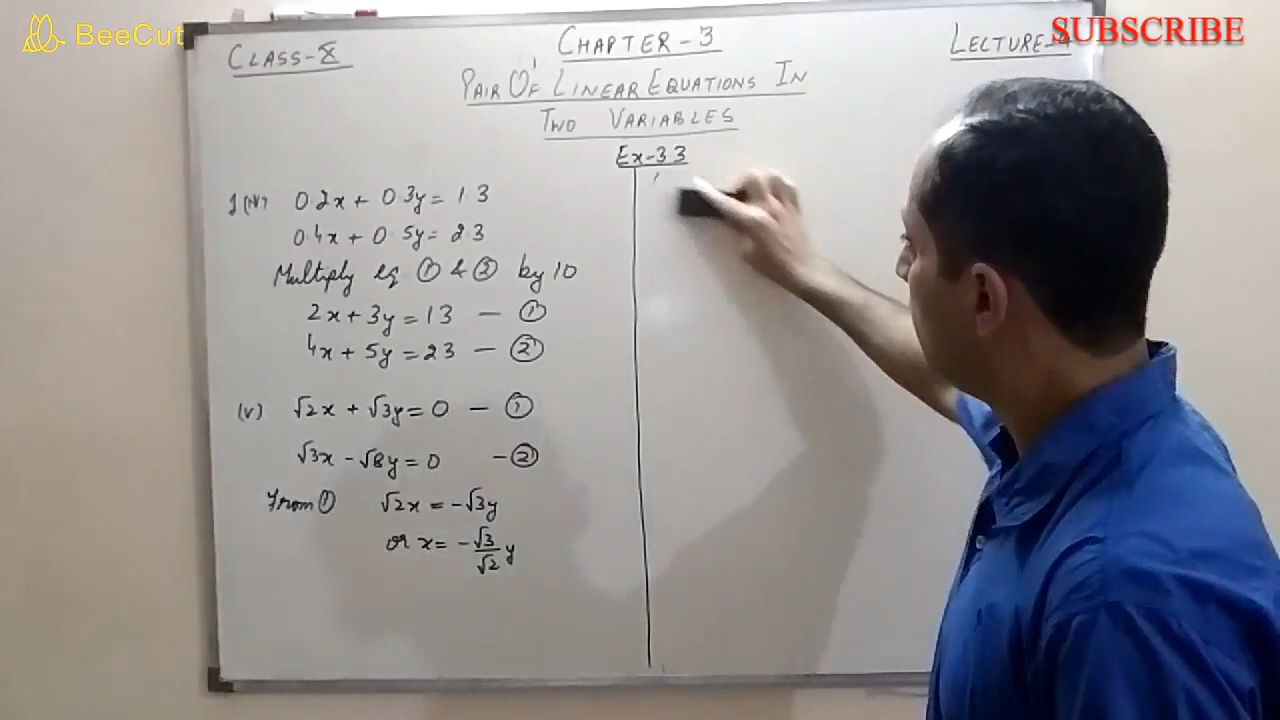 BeeCut
SUBSCRIBE
CLASS-X
CHAPTER-3
PAIR OF LINEAR EQUATIONS IN
TWO VARIABLES
Ex-3.3
1(iv) 0.2x + 0.3y = 1.3
0.4x + 0.5y = 2.3
Multiply eq ① & ② by 10
2x + 3y = 13 — ①
4x + 5y = 23 — ②
(v) √2x + √3y = 0 — ①
√3x - √8y = 0 — ②
From ① √2x = -√3y
or x = -√3/√2 y